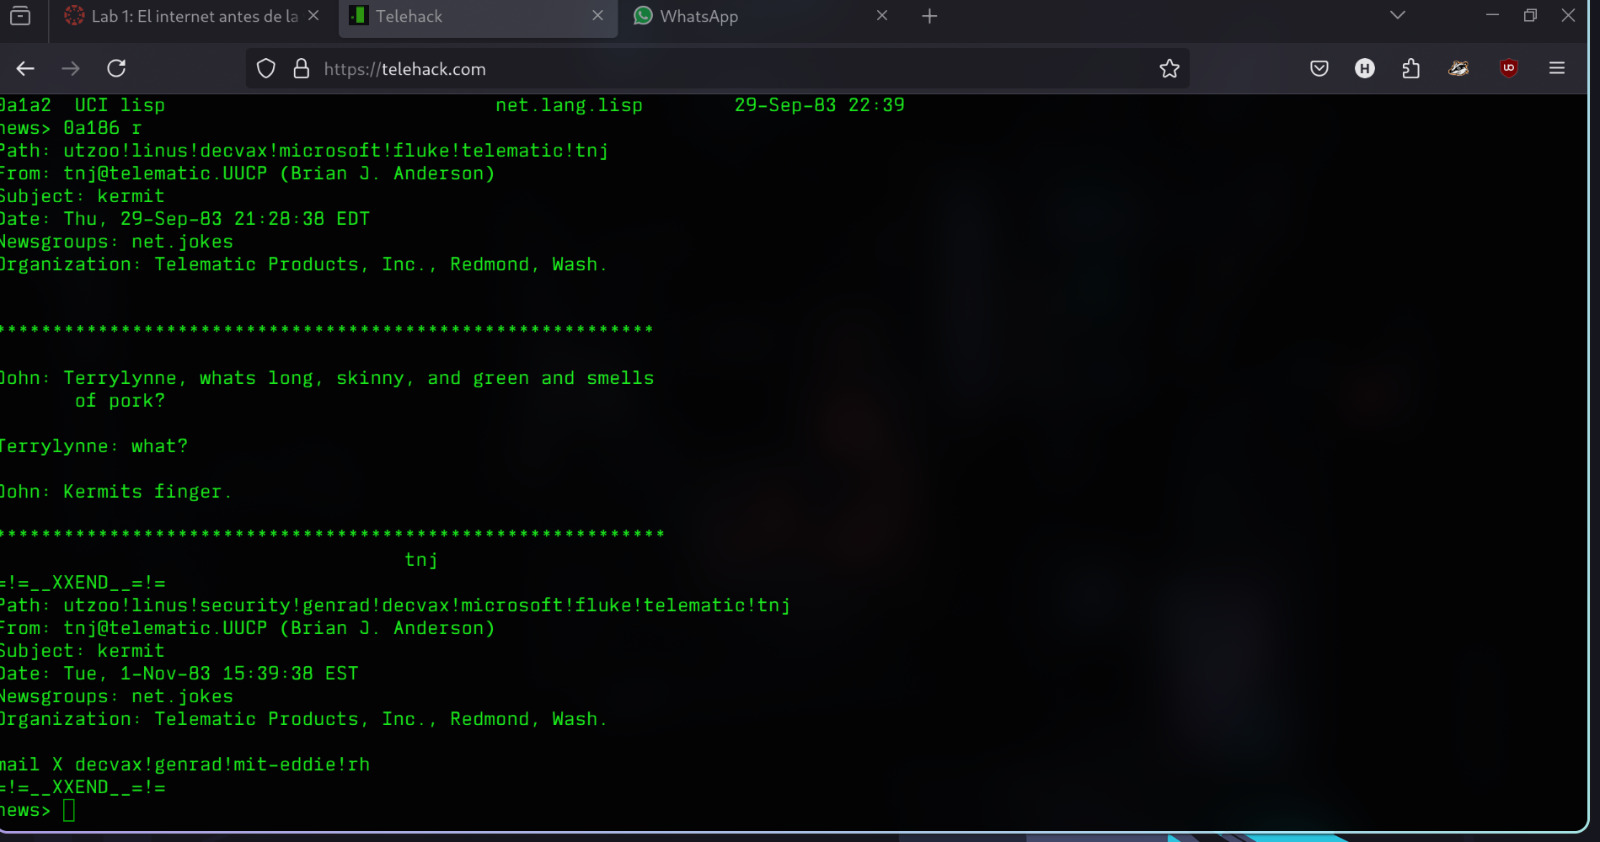 Lab 1: El internet antes de la
Telehack
WhatsApp
https://telehack.com
0a1a2 UCI lisp net.lang.lisp 29-Sep-83 22:39
news> 0a186 r
Path: utzoo!linus!decvax!microsoft!fluke!telematic!tnj
From: tnj@telematic.UUCP (Brian J. Anderson)
Subject: kermit
Date: Thu, 29-Sep-83 21:28:38 EDT
Newsgroups: net.jokes
Organization: Telematic Products, Inc., Redmond, Wash.
**********************************************************
John: Terrylynne, whats long, skinny, and green and smells
of pork?
Terrylynne: what?
John: Kermits finger.
***********************************************************
tnj
=!=__XXEND__=!=
Path: utzoo!linus!security!genrad!decvax!microsoft!fluke!telematic!tnj
From: tnj@telematic.UUCP (Brian J. Anderson)
Subject: kermit
Date: Tue, 1-Nov-83 15:39:38 EST
Newsgroups: net.jokes
Organization: Telematic Products, Inc., Redmond, Wash.
mail X decvax!genrad!mit-eddie!rh
=!=__XXEND__=!=
news>